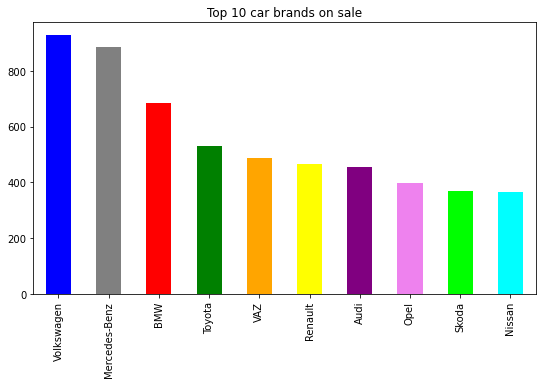 Top 10 car brands on sale
800
600
400
200
0
Volkswagen
Mercedes-Benz
BMW
Toyota
VAZ
Renault
Audi
Opel
Skoda
Nissan